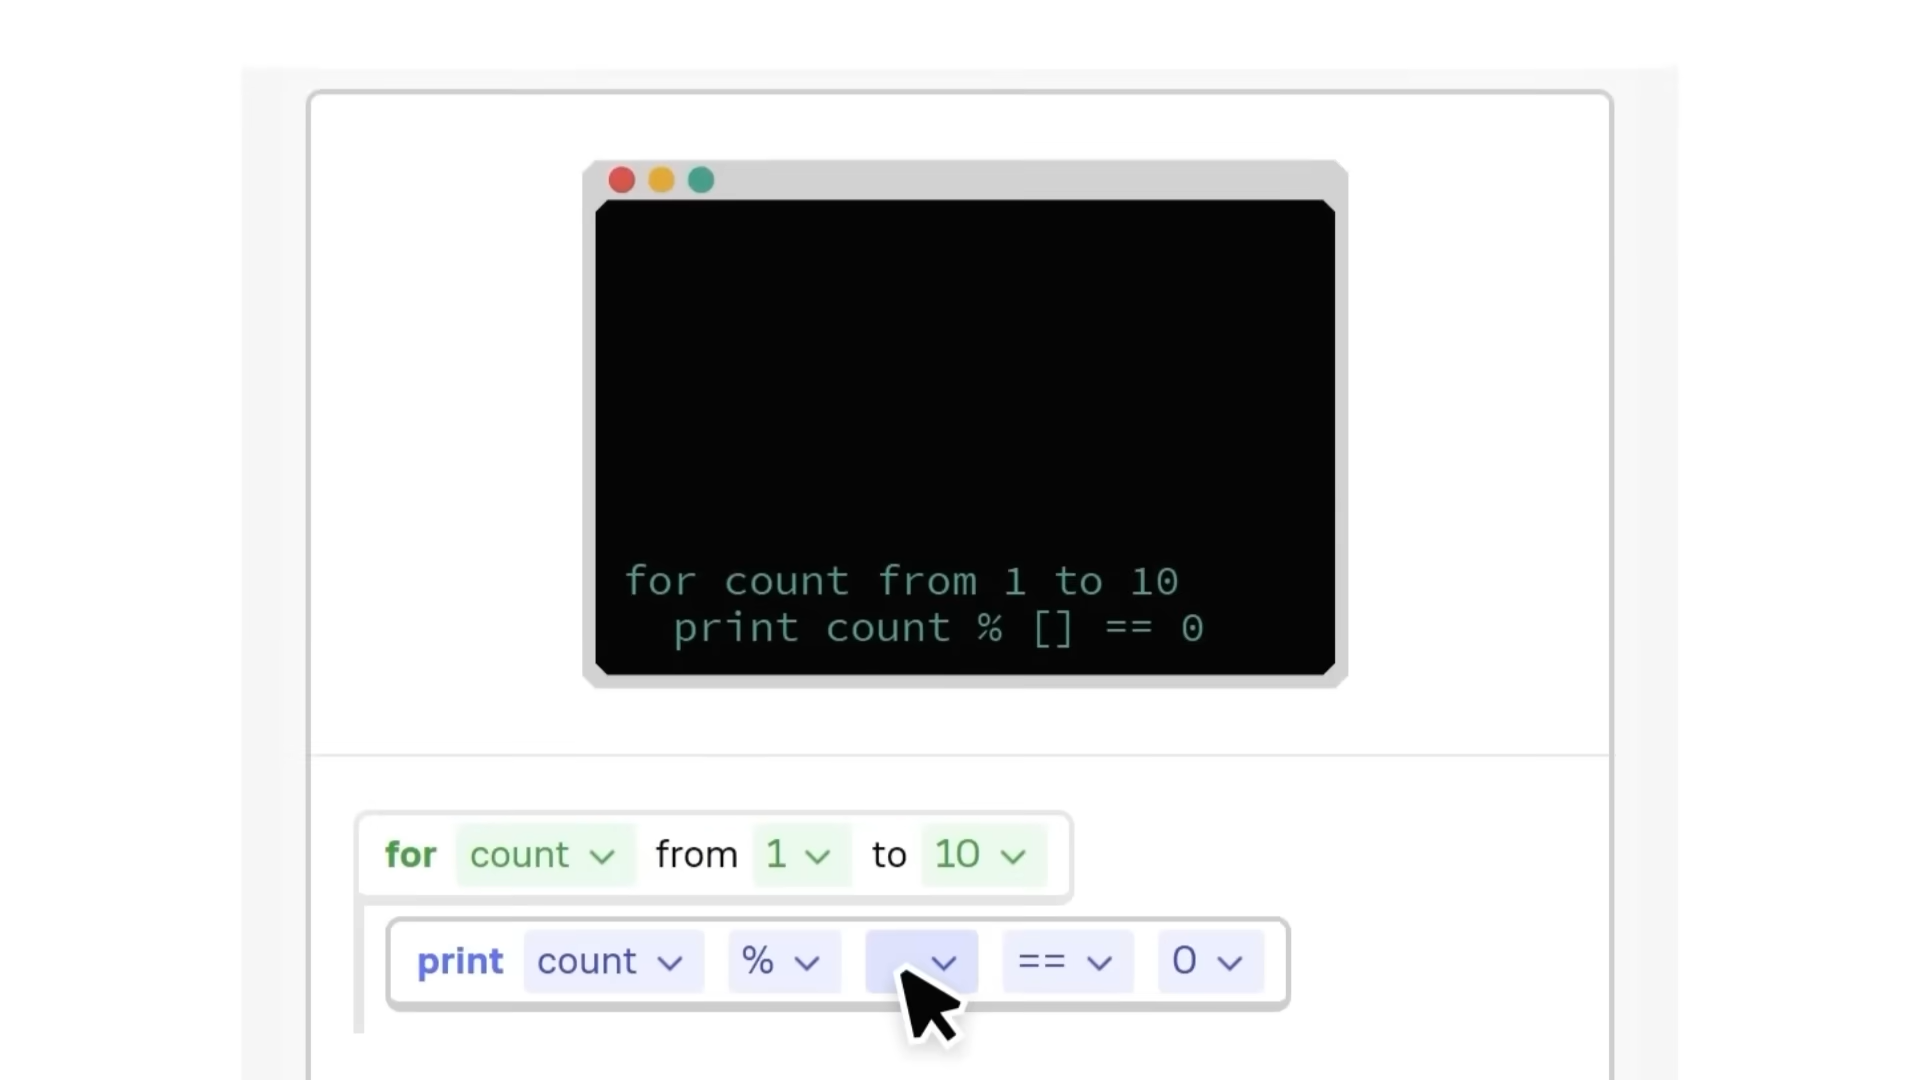 for count from 1 to 10
print count % [] == 0
for count from 1 to 10
print count % == 0